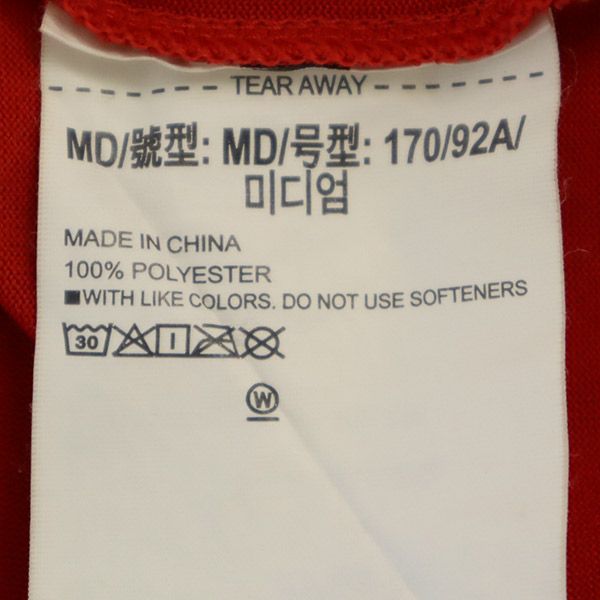 TEAR AWAY
MD/號型: MD/号型: 170/92A/
미디엄
MADE IN CHINA
100% POLYESTER
■WITH LIKE COLORS. DO NOT USE SOFTENERS
30
W